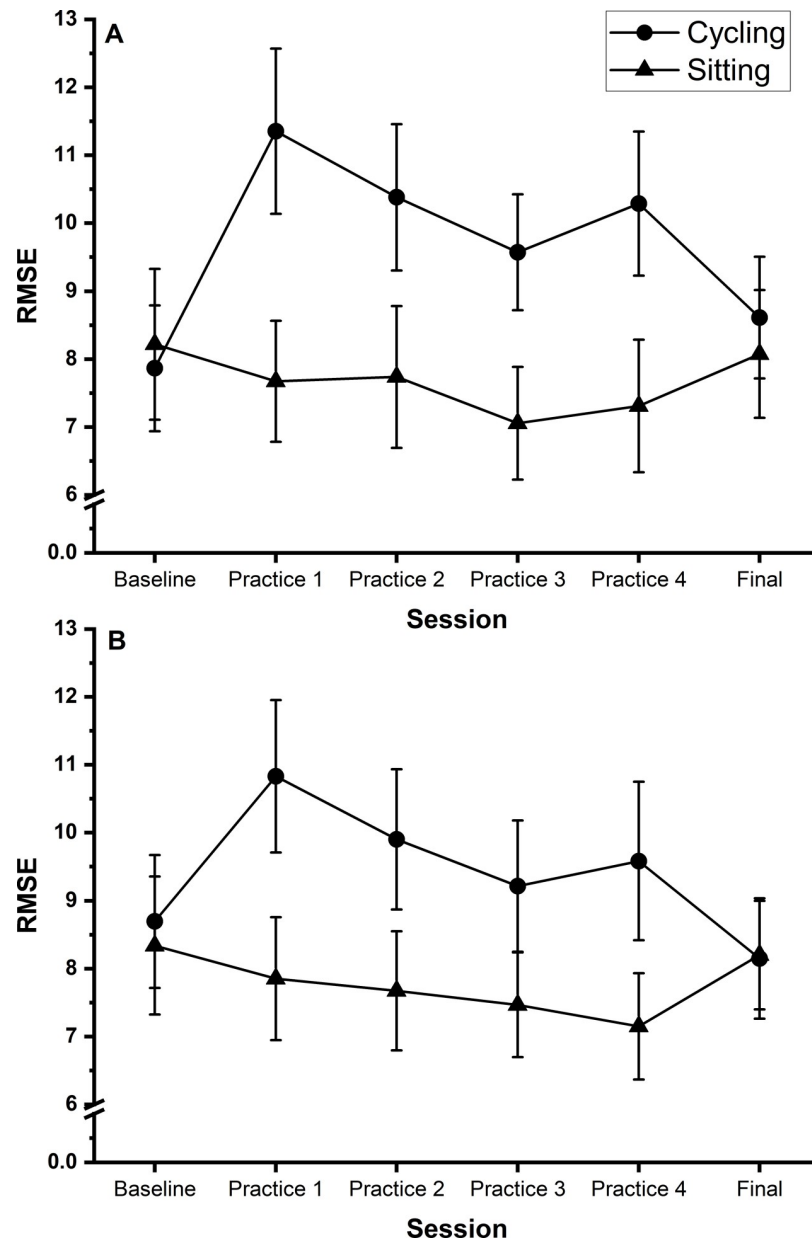 A
Cycling
Sitting
RMSE
13
12
11
10
9
8
7
6
0.0
Baseline Practice 1 Practice 2 Practice 3 Practice 4 Final
Session
B
RMSE
13
12
11
10
9
8
7
6
0.0
Baseline Practice 1 Practice 2 Practice 3 Practice 4 Final
Session